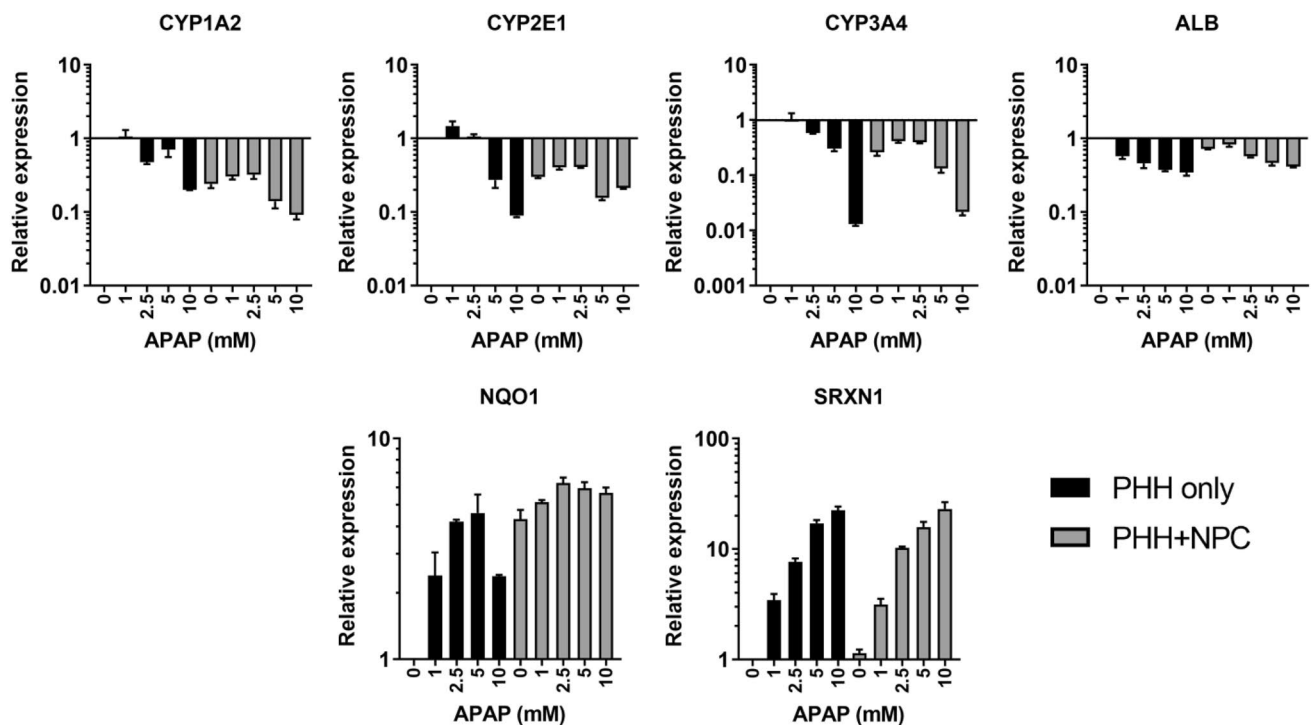 CYP1A2
Relative expression
10
1
0.1
0.01
0 1 2.5 5 10 0 1 2.5 5 10
APAP (mM)
CYP2E1
Relative expression
10
1
0.1
0.01
0 1 2.5 5 10 0 1 2.5 5 10
APAP (mM)
CYP3A4
Relative expression
10
1
0.1
0.01
0.001
0 1 2.5 5 10 0 1 2.5 5 10
APAP (mM)
ALB
Relative expression
10
1
0.1
0.01
0 1 2.5 5 10 0 1 2.5 5 10
APAP (mM)
NQO1
Relative expression
10
1
0 1 2.5 5 10 0 1 2.5 5 10
APAP (mM)
SRXN1
Relative expression
100
10
1
0 1 2.5 5 10 0 1 2.5 5 10
APAP (mM)
PHH only
PHH+NPC